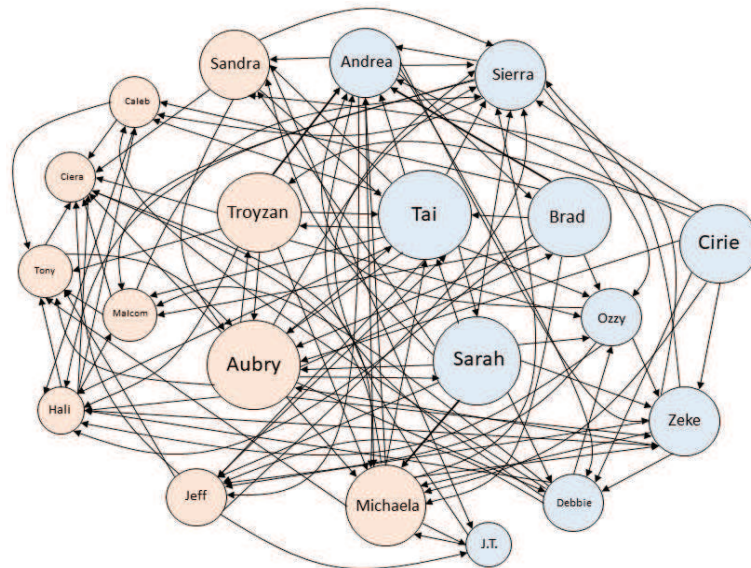 Sandra
Andrea
Sierra
Caleb
Ciera
Troyzan
Tai
Brad
Cirie
Tony
Malcom
Ozzy
Aubry
Sarah
Hali
Zeke
Jeff
Michaela
Debbie
J.T.